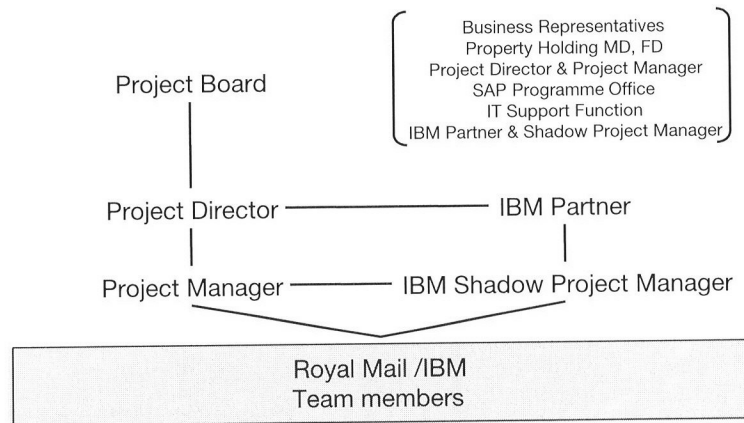 Business Representatives
Property Holding MD, FD
Project Director & Project Manager
SAP Programme Office
IT Support Function
IBM Partner & Shadow Project Manager
Project Board
Project Director
IBM Partner
Project Manager
IBM Shadow Project Manager
Royal Mail /IBM
Team members